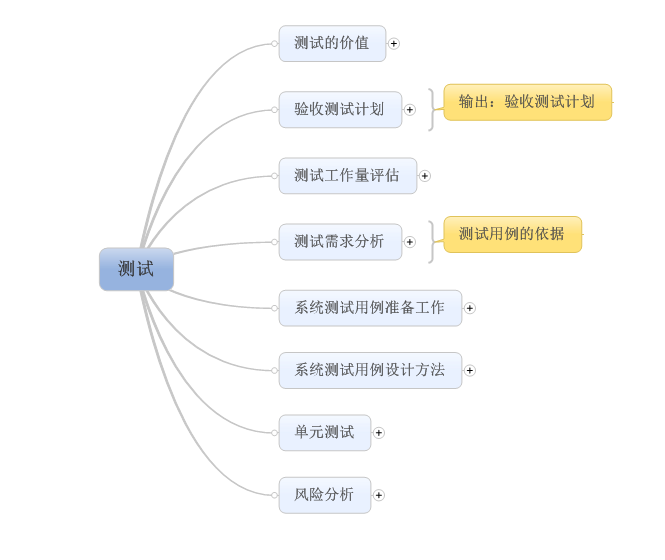 测试的价值
验收测试计划
输出：验收测试计划
测试工作量评估
测试需求分析
测试用例的依据
测试
系统测试用例准备工作
系统测试用例设计方法
单元测试
风险分析